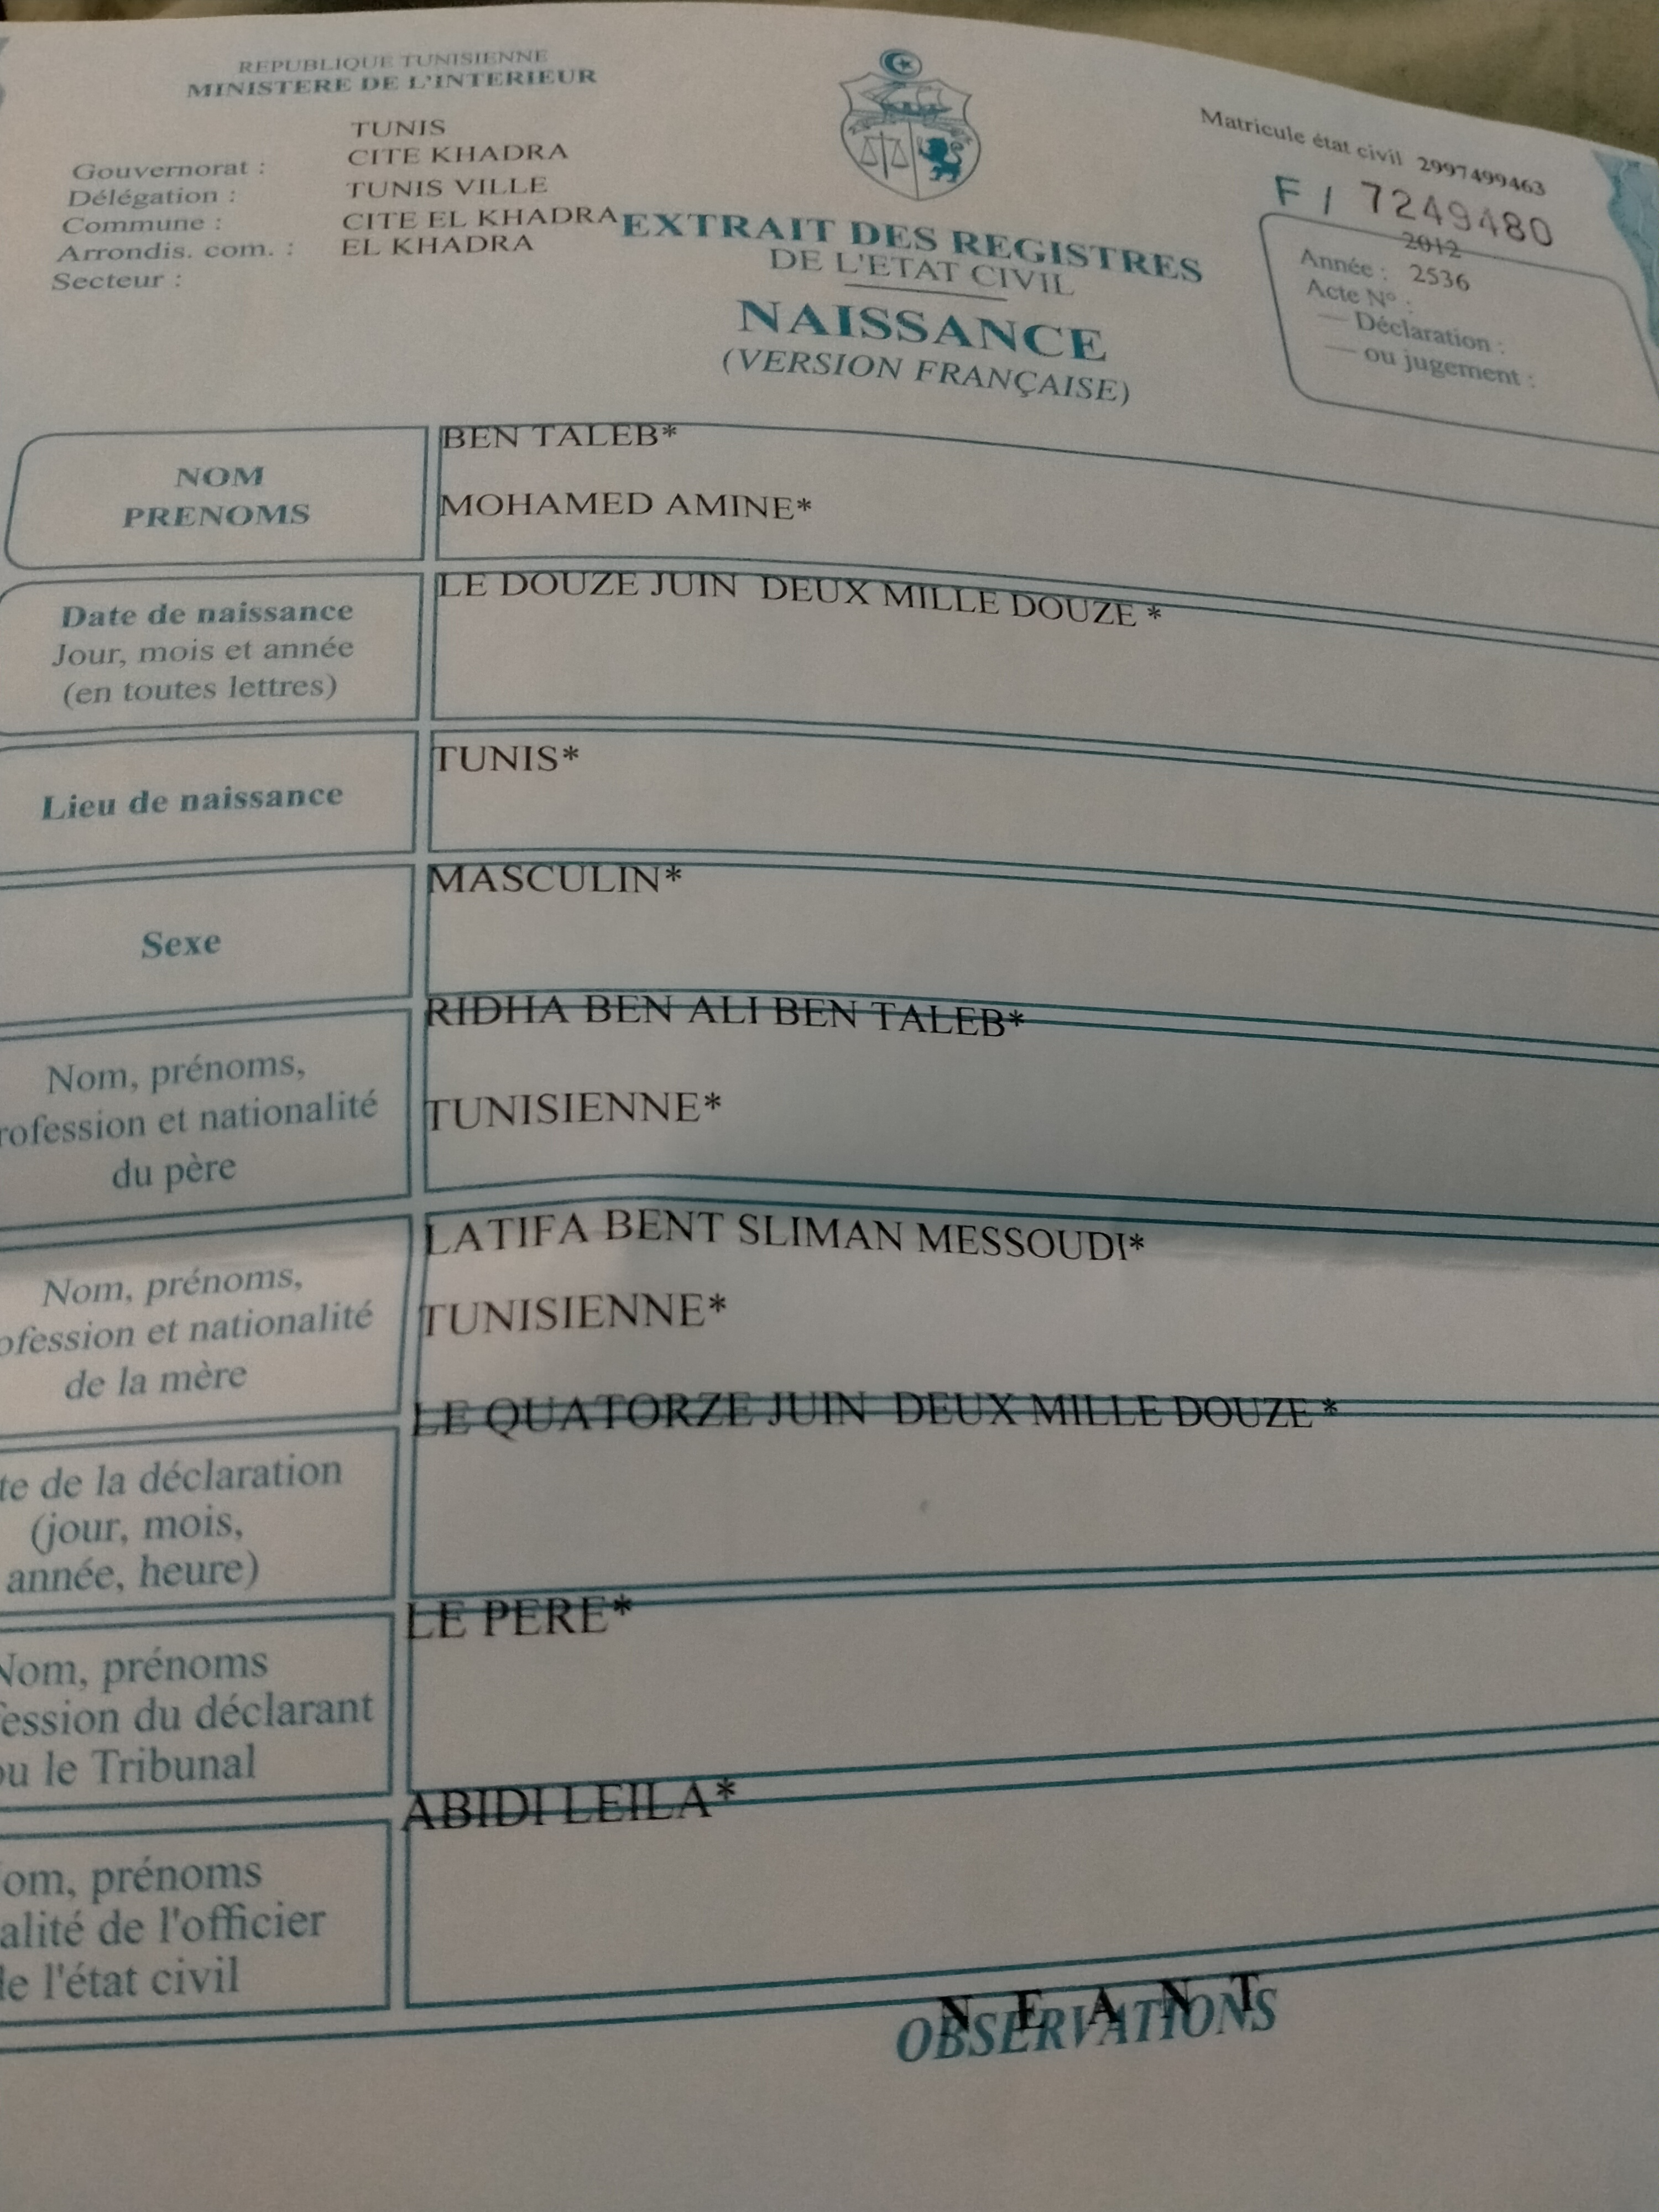 REPUBLIQUE TUNISIENNE
MINISTERE DE L'INTERIEUR
TUNIS
Gouvernorat : CITE KHADRA
Délégation : TUNIS VILLE
Commune : CITE EL KHADRA
Arrondis. com. : EL KHADRA
Secteur :
EXTRAIT DES REGISTRES
DE L'ETAT CIVIL
NAISSANCE
(VERSION FRANÇAISE)
Matricule état civil 2997499463
F / 7249480
2012
Année : 2536
Acte N° :
— Déclaration :
— ou jugement :
NOM
PRENOMS
BEN TALEB*
MOHAMED AMINE*
Date de naissance
Jour, mois et année
(en toutes lettres)
LE DOUZE JUIN DEUX MILLE DOUZE *
Lieu de naissance
TUNIS*
Sexe
MASCULIN*
Nom, prénoms,
rofession et nationalité
du père
RIDHA BEN ALI BEN TALEB*
TUNISIENNE*
Nom, prénoms,
ofession et nationalité
de la mère
LATIFA BENT SLIMAN MESSOUDI*
TUNISIENNE*
te de la déclaration
(jour, mois,
année, heure)
LE QUATORZE JUIN DEUX MILLE DOUZE *
Nom, prénoms
fession du déclarant
ou le Tribunal
LE PERE*
om, prénoms
alité de l'officier
de l'état civil
ABIDI LEILA*
N E A N T
OBSERVATIONS